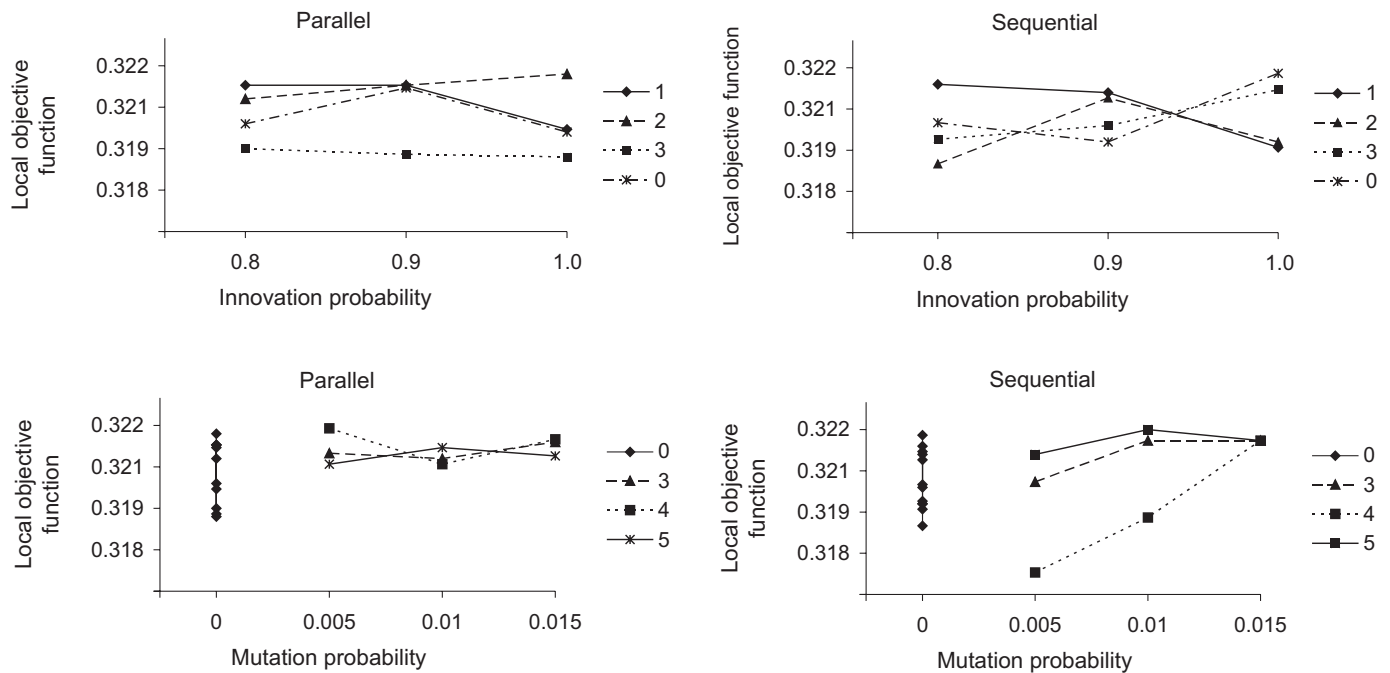 Parallel
Local objective
function
0.322
0.321
0.319
0.318
0.8 0.9 1.0
Innovation probability
1
2
3
0
Sequential
Local objective function
0.322
0.321
0.319
0.318
0.8 0.9 1.0
Innovation probability
1
2
3
0
Parallel
Local objective
function
0.322
0.321
0.319
0.318
0 0.005 0.01 0.015
Mutation probability
0
3
4
5
Sequential
Local objective
function
0.322
0.321
0.319
0.318
0 0.005 0.01 0.015
Mutation probability
0
3
4
5